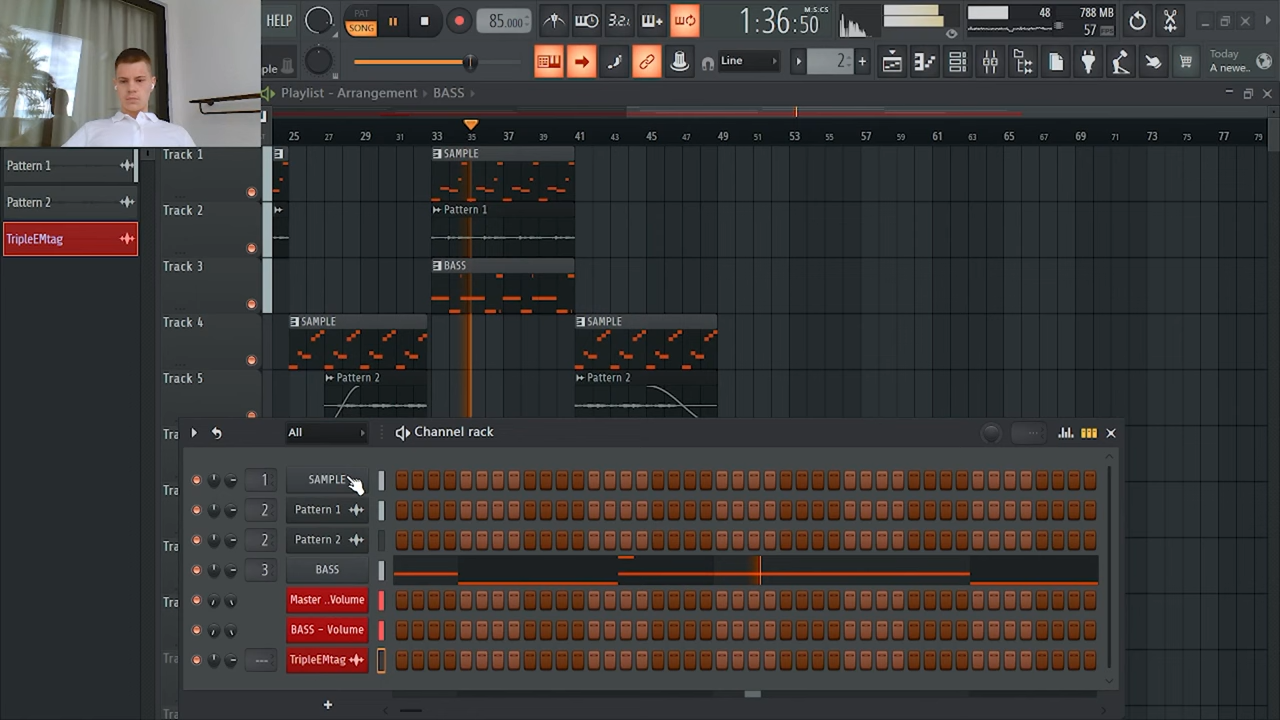 HELP
PAT
SONG
85.000
3.2.
1:36:50
M:S:CS
48
788 MB
57
Line
2
Today
A newe..
Playlist - Arrangement › BASS ›
25 27 29 31 33 35 37 39 41 43 45 47 49 51 53 55 57 59 61 63 65 67 69 71 73 75 77 79
Pattern 1
Pattern 2
TripleEMtag
Track 1
SAMPLE
Track 2
Pattern 1
Track 3
BASS
Track 4
SAMPLE
SAMPLE
Track 5
Pattern 2
Pattern 2
All
Channel rack
1
SAMPLE
2
Pattern 1
2
Pattern 2
3
BASS
Master ..Volume
BASS - Volume
---
TripleEMtag
+